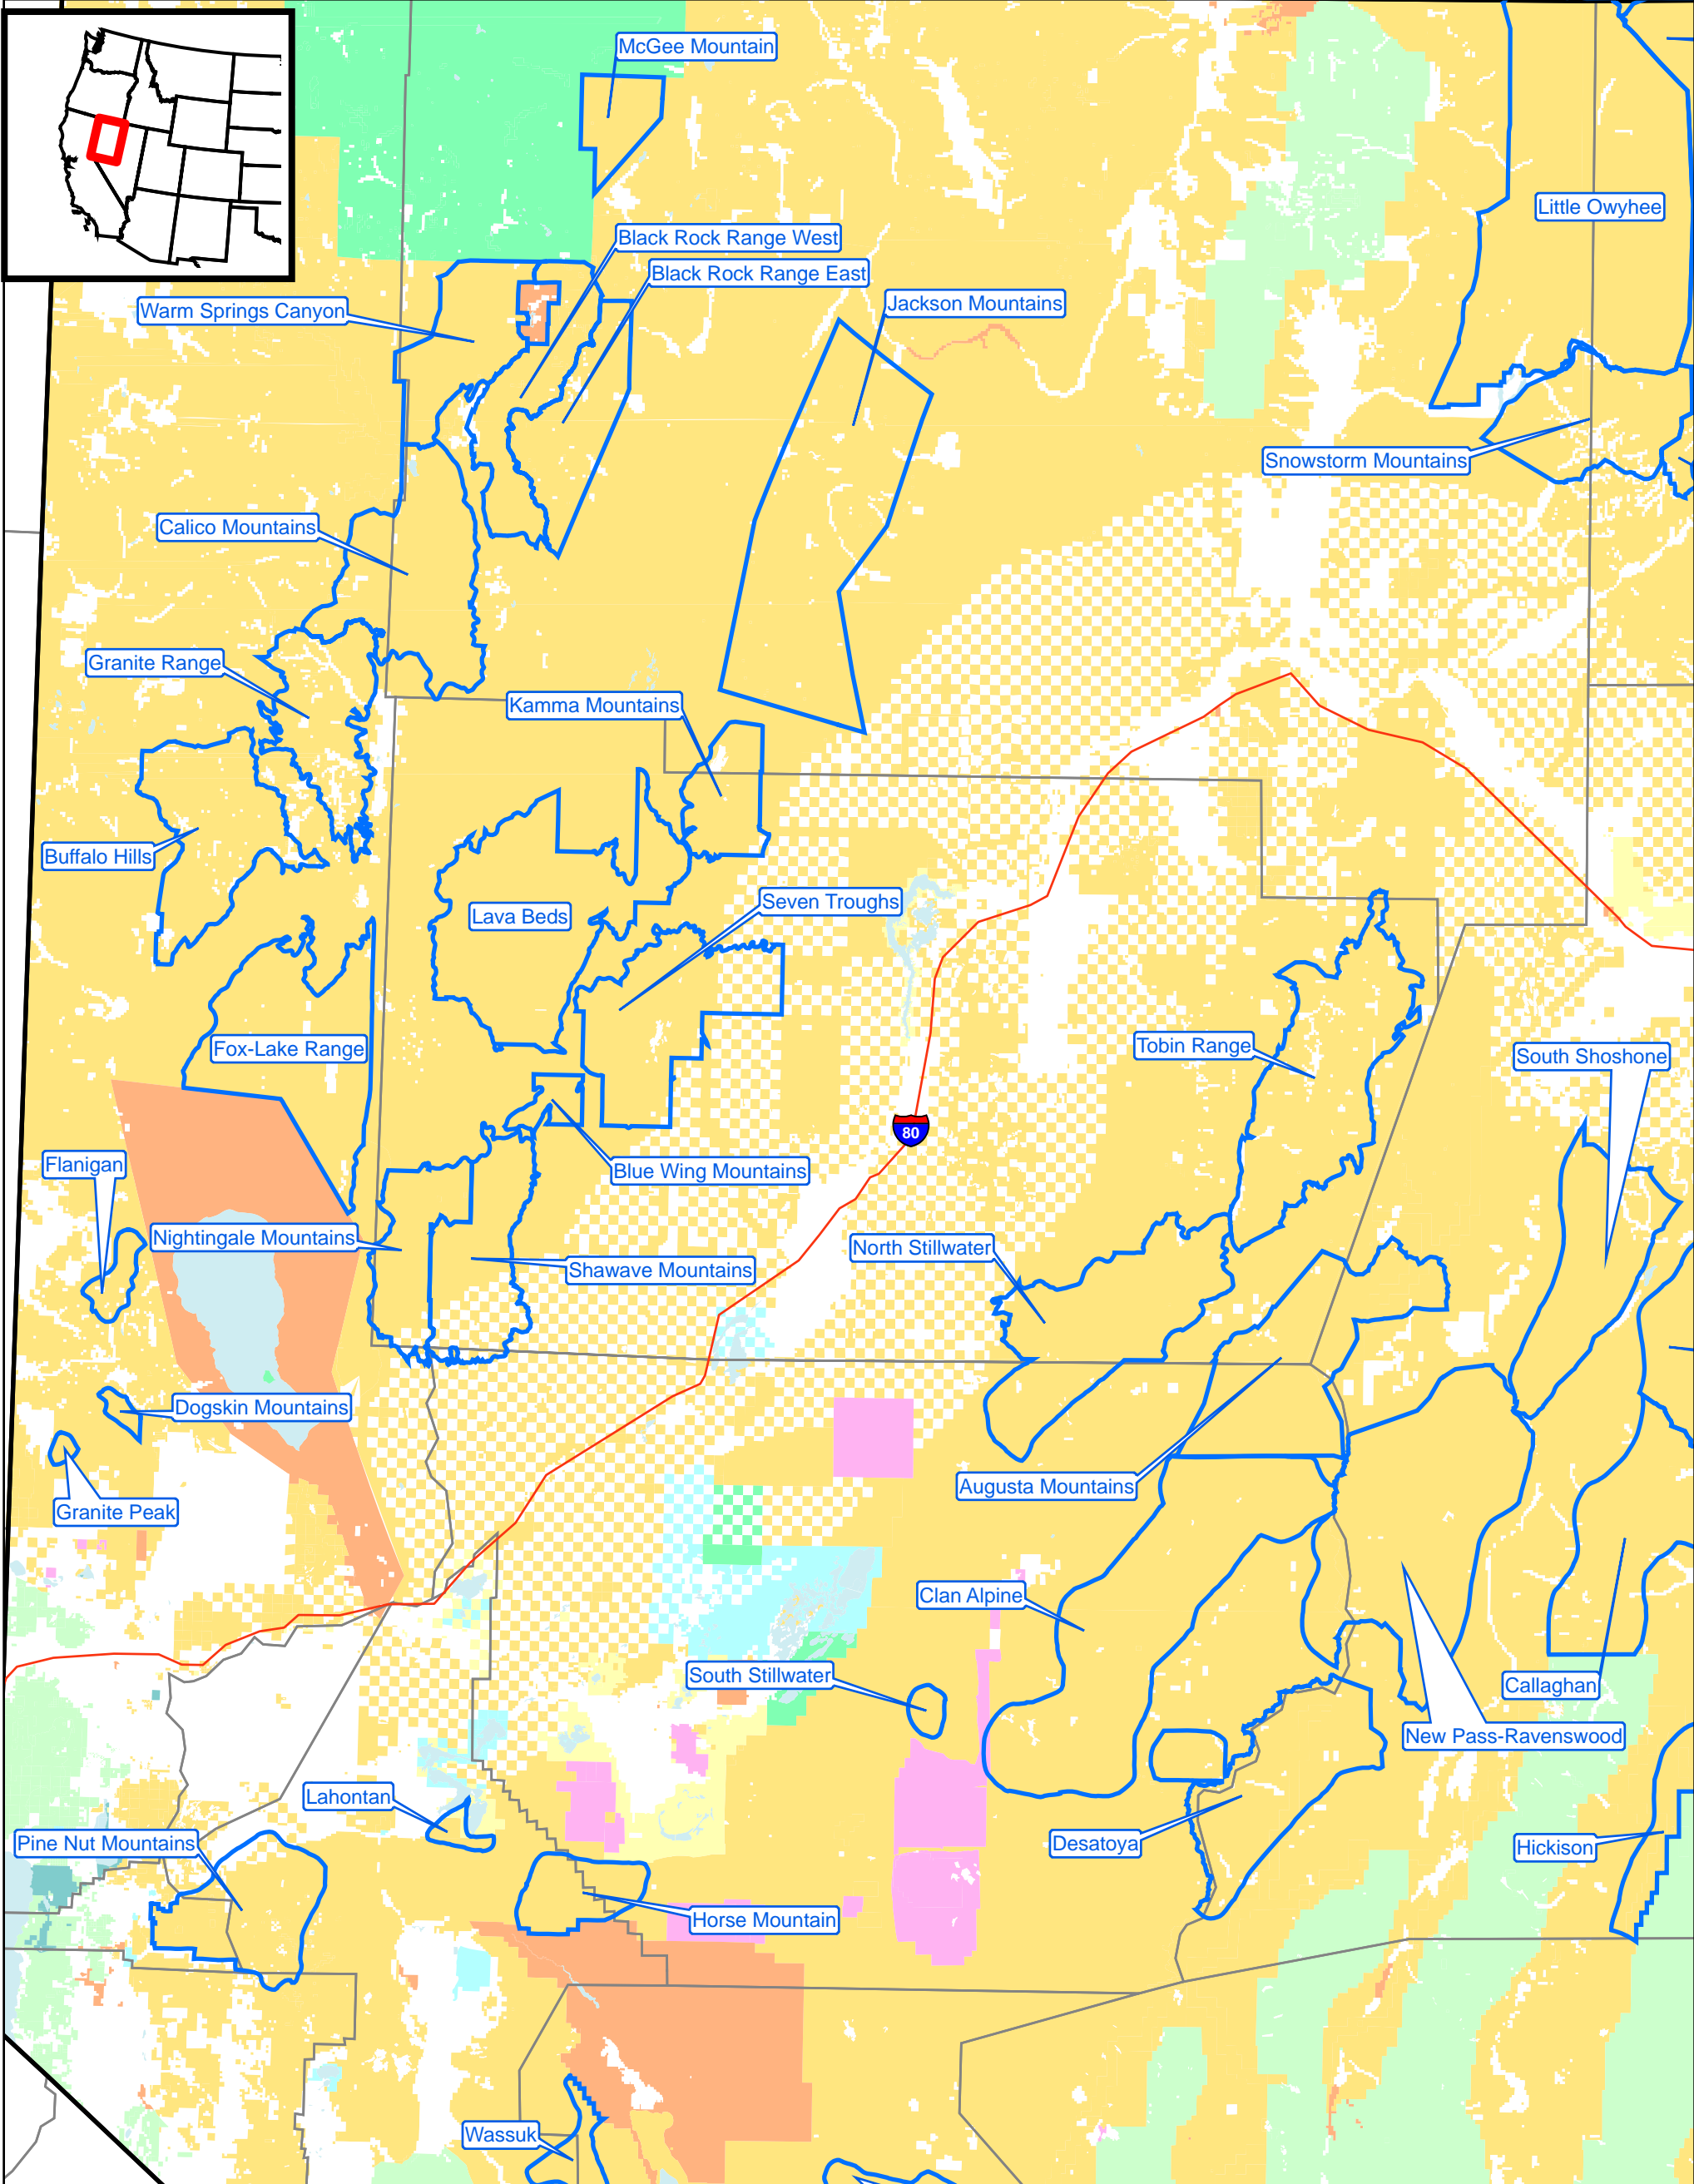 McGee Mountain
Little Owyhee
Black Rock Range West
Black Rock Range East
Warm Springs Canyon
Jackson Mountains
Snowstorm Mountains
Calico Mountains
Granite Range
Kamma Mountains
Buffalo Hills
Seven Troughs
Lava Beds
Fox-Lake Range
Tobin Range
South Shoshone
80
Flanigan
Blue Wing Mountains
Nightingale Mountains
North Stillwater
Shawave Mountains
Dogskin Mountains
Augusta Mountains
Granite Peak
Clan Alpine
South Stillwater
Callaghan
New Pass-Ravenswood
Lahontan
Pine Nut Mountains
Desatoya
Hickison
Horse Mountain
Wassuk